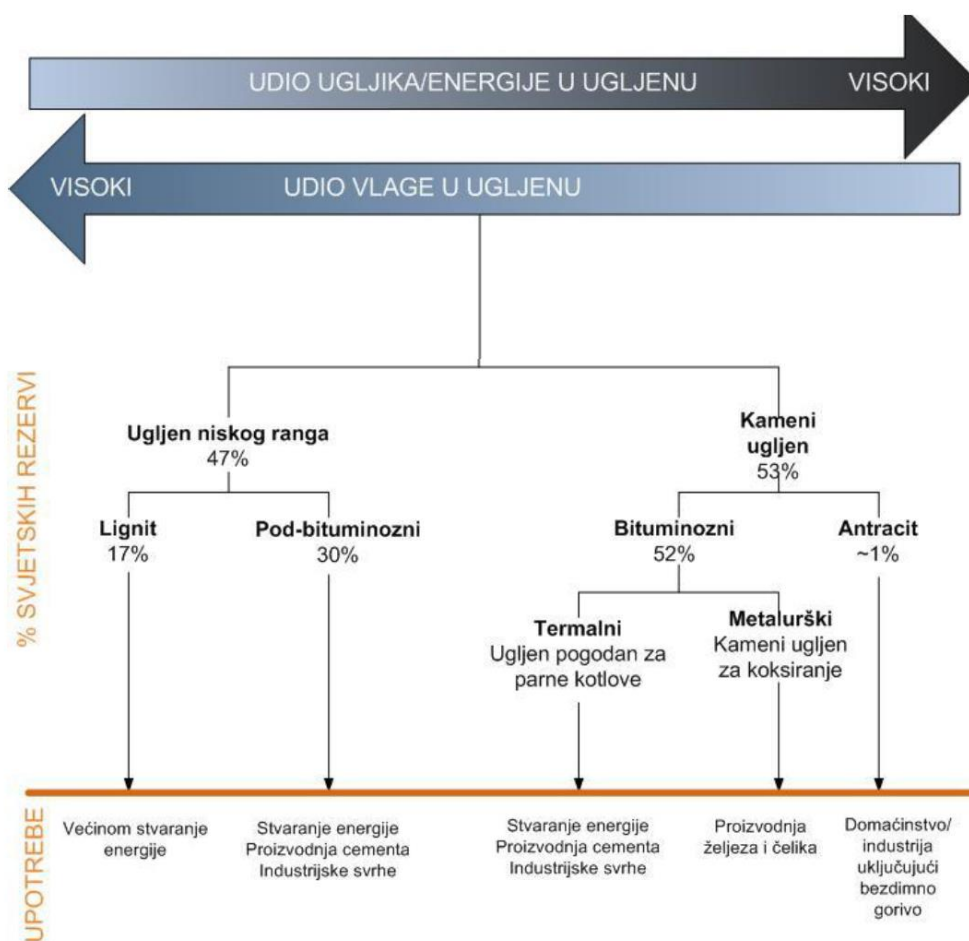 UDIO UGLJIKA/ENERGIJE U UGLJENU VISOKI
VISOKI UDIO VLAGE U UGLJENU
% SVJETSKIH REZERVI
Ugljen niskog ranga
47%
Kameni
ugljen
53%
Lignit
17%
Pod-bituminozni
30%
Bituminozni
52%
Antracit
~1%
Termalni
Ugljen pogodan za
parne kotlove
Metalurški
Kameni ugljen
za koksiranje
UPOTREBE
Većinom stvaranje
energije
Stvaranje energije
Proizvodnja cementa
Industrijske svrhe
Stvaranje energije
Proizvodnja cementa
Industrijske svrhe
Proizvodnja
željeza i čelika
Domaćinstvo/
industrija
uključujući
bezdimno
gorivo